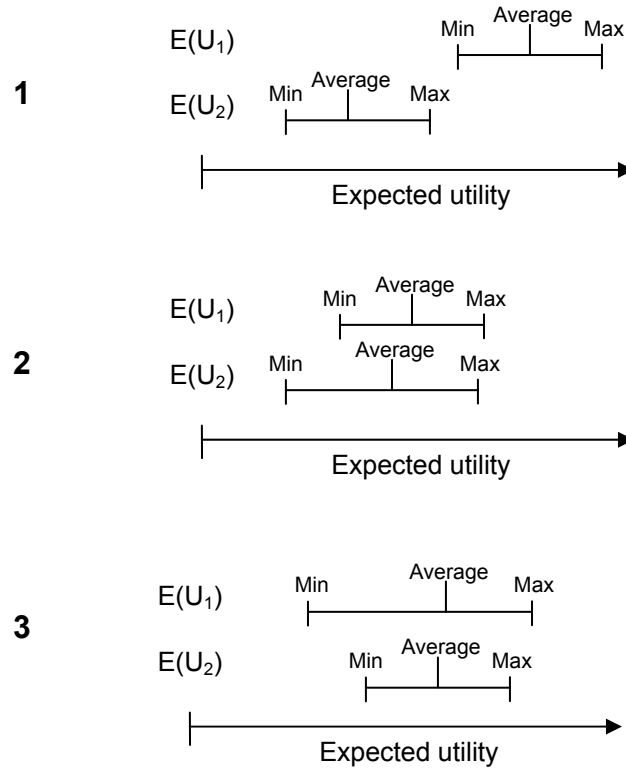 Average
Min Max
E(U₁)
1
Average
Min Max
E(U₂)
Expected utility
Average
Min Max
E(U₁)
Average
2
Min Max
E(U₂)
Expected utility
Average
Min Max
E(U₁)
3
Average
Min Max
E(U₂)
Expected utility